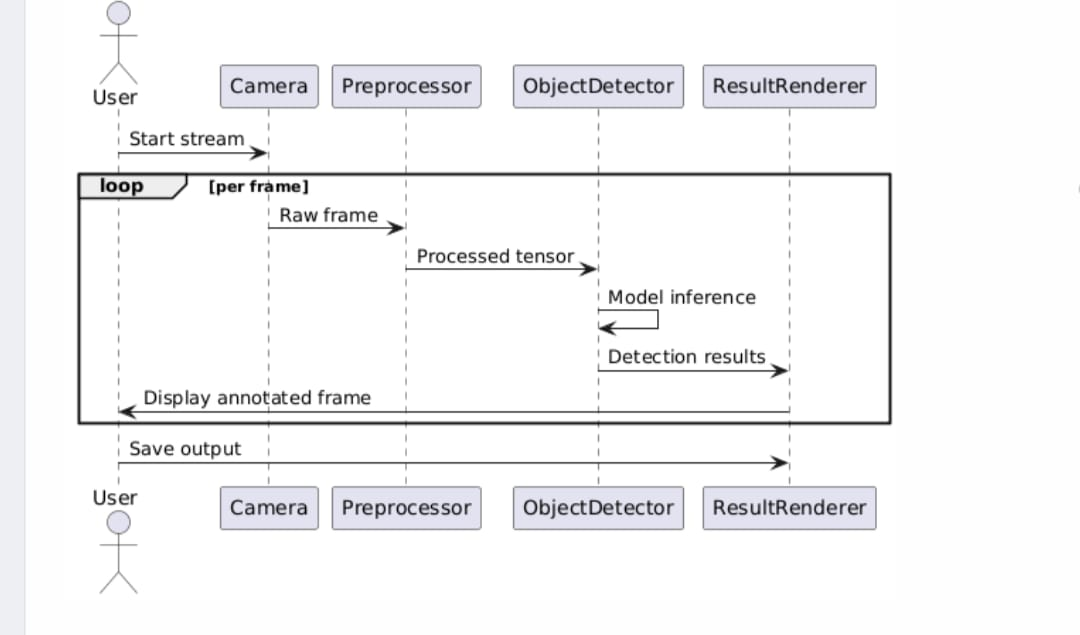 User
Camera
Preprocessor
ObjectDetector
ResultRenderer
Start stream
loop [per frame]
Raw frame
Processed tensor
Model inference
Detection results
Display annotated frame
Save output
User
Camera
Preprocessor
ObjectDetector
ResultRenderer